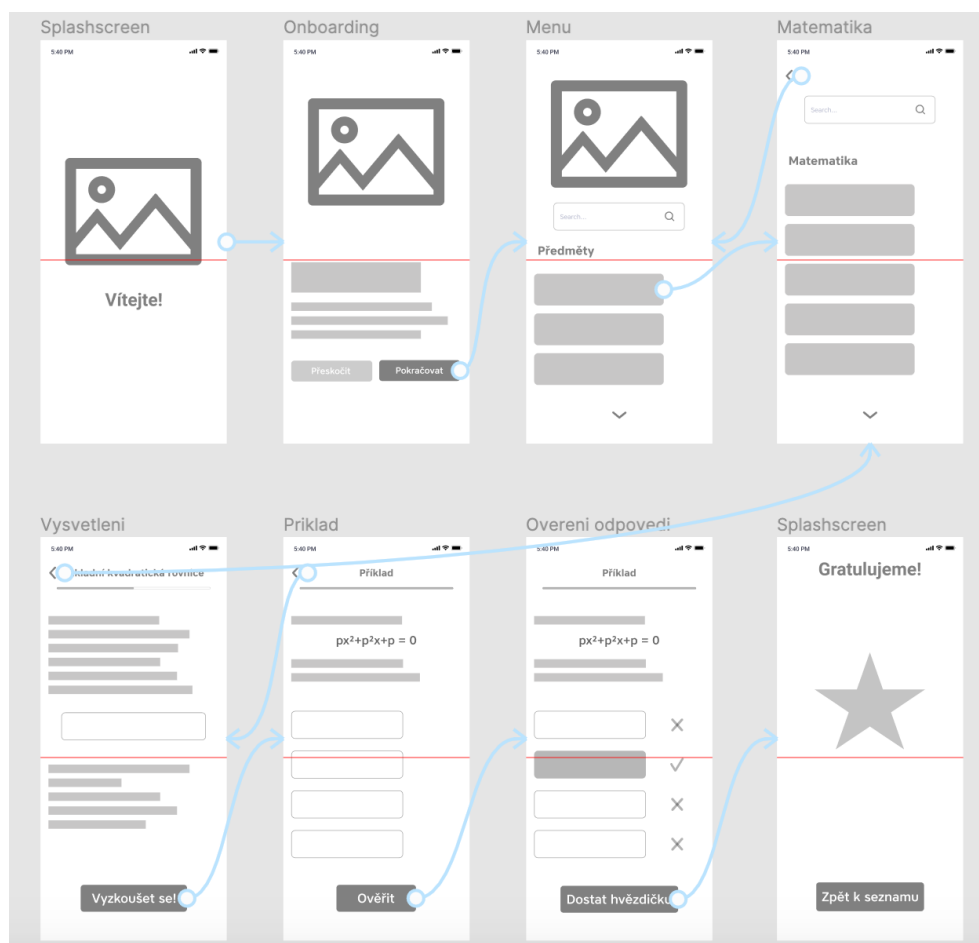 Splashscreen
Onboarding
Menu
Matematika
5:40 PM
5:40 PM
5:40 PM
5:40 PM
Search...
Matematika
Search...
Předměty
Vítejte!
Přeskočit
Pokračovat
Vysvetleni
Priklad
Overeni odpovedi
Splashscreen
5:40 PM
5:40 PM
5:40 PM
5:40 PM
kvadratická rovnice
Příklad
Příklad
Gratulujeme!
px²+p²x+p = 0
px²+p²x+p = 0
Vyzkoušet se!
Ověřit
Dostat hvězdičku
Zpět k seznamu